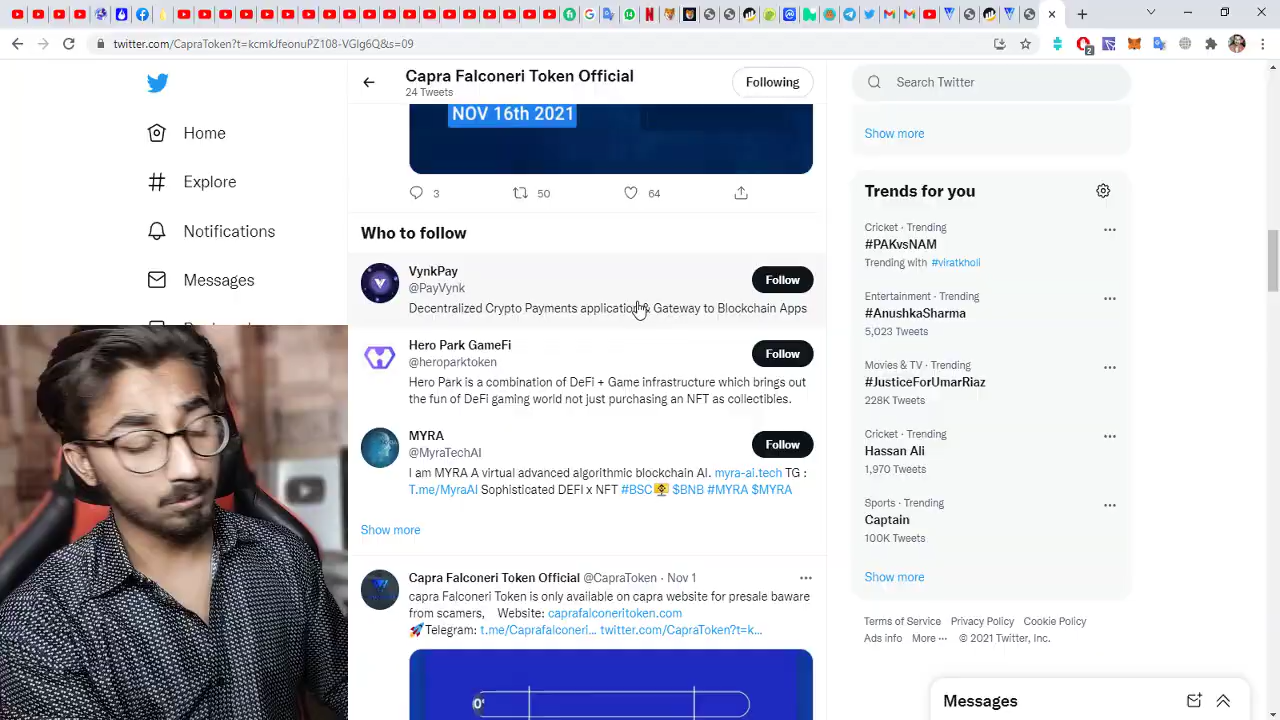 twitter.com/CapraToken?t=kcmkJfeonuPZ108-VGIg6Q&s=09
2
Home
Explore
Notifications
Messages
Capra Falconeri Token Official
24 Tweets
Following
NOV 16th 2021
3
50
64
Who to follow
VynkPay
@PayVynk
Follow
Decentralized Crypto Payments application & Gateway to Blockchain Apps
Hero Park GameFi
@heroparktoken
Follow
Hero Park is a combination of DeFi + Game infrastructure which brings out
the fun of DeFi gaming world not just purchasing an NFT as collectibles.
MYRA
@MyraTechAI
Follow
I am MYRA A virtual advanced algorithmic blockchain AI. myra-ai.tech TG :
T.me/MyraAI Sophisticated DEFI x NFT #BSC $BNB #MYRA $MYRA
Show more
Capra Falconeri Token Official @CapraToken · Nov 1
capra Falconeri Token is only available on capra website for presale baware
from scamers, Website: caprafalconeritoken.com
🚀Telegram: t.me/Caprafalconeri... twitter.com/CapraToken?t=k...
Search Twitter
Show more
Trends for you
Cricket · Trending
#PAKvsNAM
Trending with #viratkholi
Entertainment · Trending
#AnushkaSharma
5,023 Tweets
Movies & TV · Trending
#JusticeForUmarRiaz
228K Tweets
Cricket · Trending
Hassan Ali
1,970 Tweets
Sports · Trending
Captain
100K Tweets
Show more
Terms of Service Privacy Policy Cookie Policy
Ads info More ··· © 2021 Twitter, Inc.
Messages